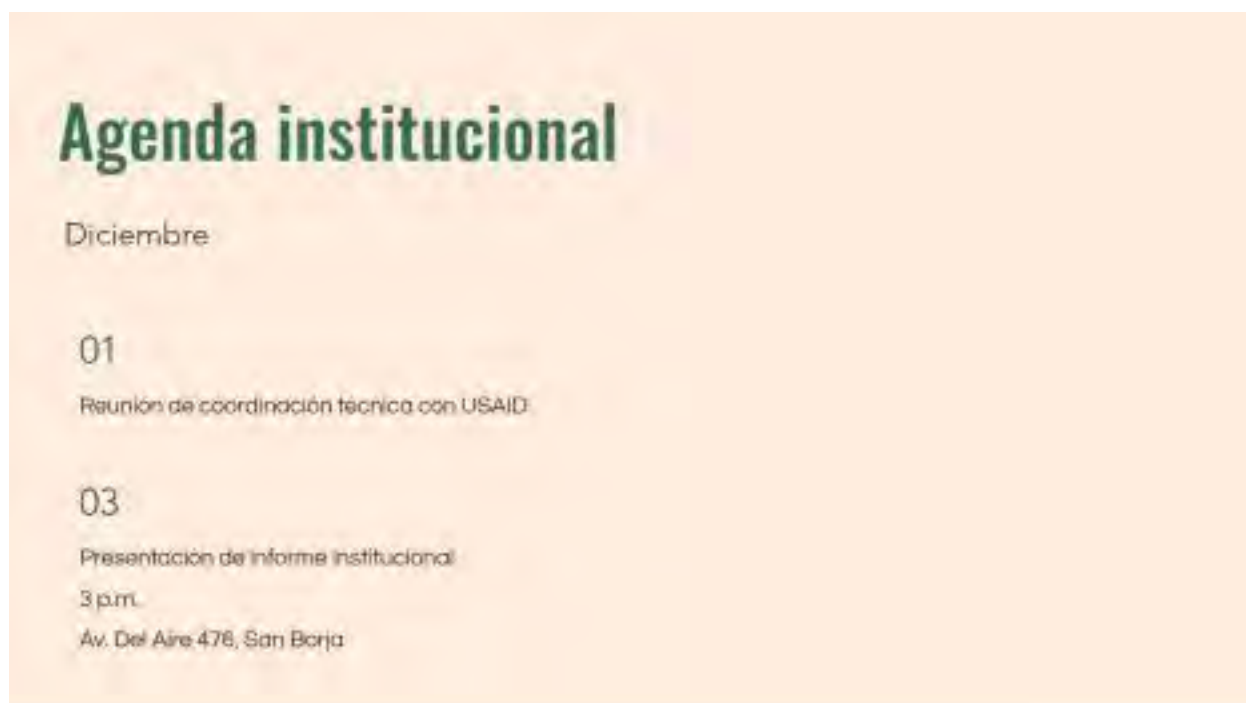 Agenda institucional
Diciembre
01
Reunión de coordinación técnica con USAID
03
Presentación de informe institucional
3 p.m.
Av. Del Aire 476, San Borja